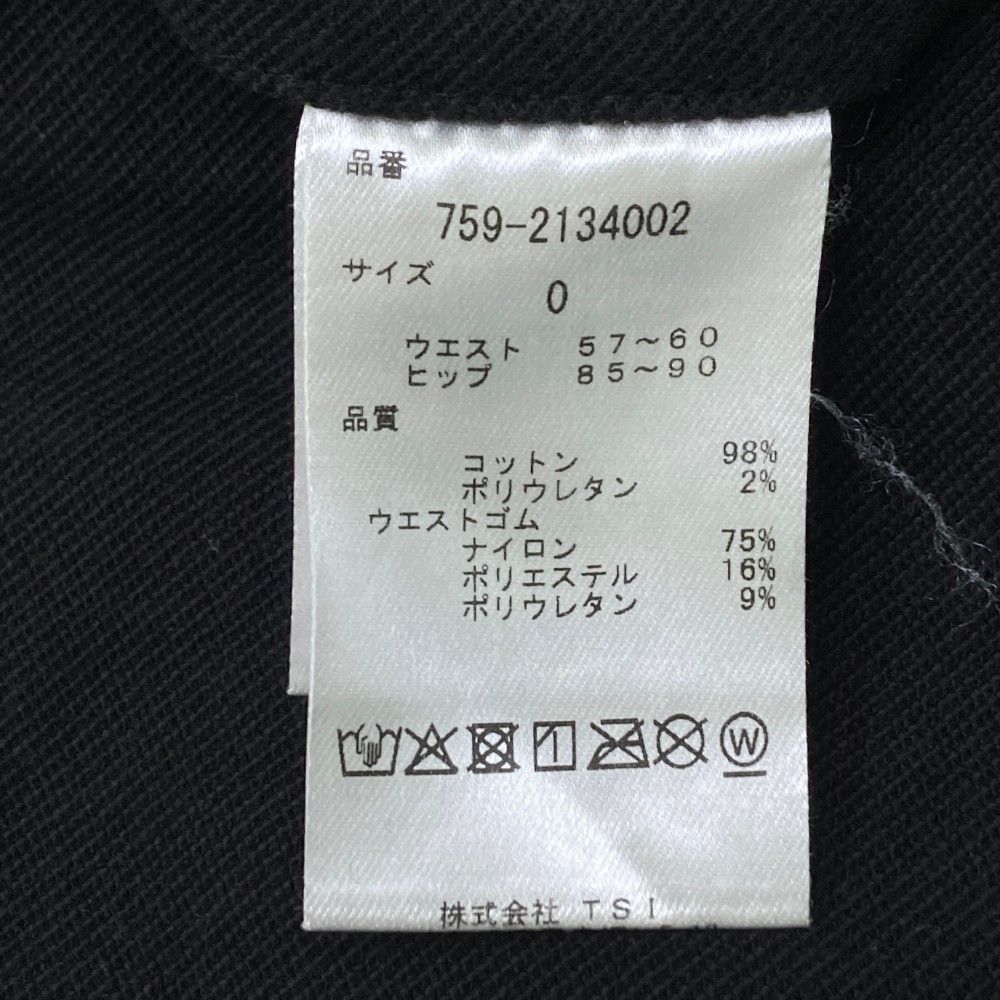 品番
759-2134002
サイズ
0
ウエスト 57~60
ヒップ 85~90
品質
コットン 98%
ポリウレタン 2%
ウエストゴム
ナイロン 75%
ポリエステル 16%
ポリウレタン 9%
W
株式会社 TSI